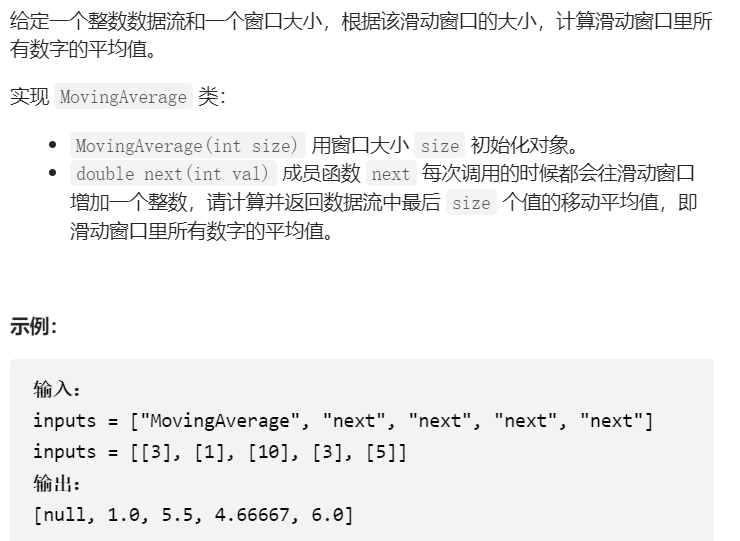 给定一个整数数据流和一个窗口大小，根据该滑动窗口的大小，计算滑动窗口里所
有数字的平均值。
实现 MovingAverage 类：
MovingAverage(int size) 用窗口大小 size 初始化对象。
double next(int val) 成员函数 next 每次调用的时候都会往滑动窗口
增加一个整数，请计算并返回数据流中最后 size 个值的移动平均值，即
滑动窗口里所有数字的平均值。
示例：
输入：
inputs = ["MovingAverage", "next", "next", "next", "next"]
inputs = [[3], [1], [10], [3], [5]]
输出：
[null, 1.0, 5.5, 4.66667, 6.0]